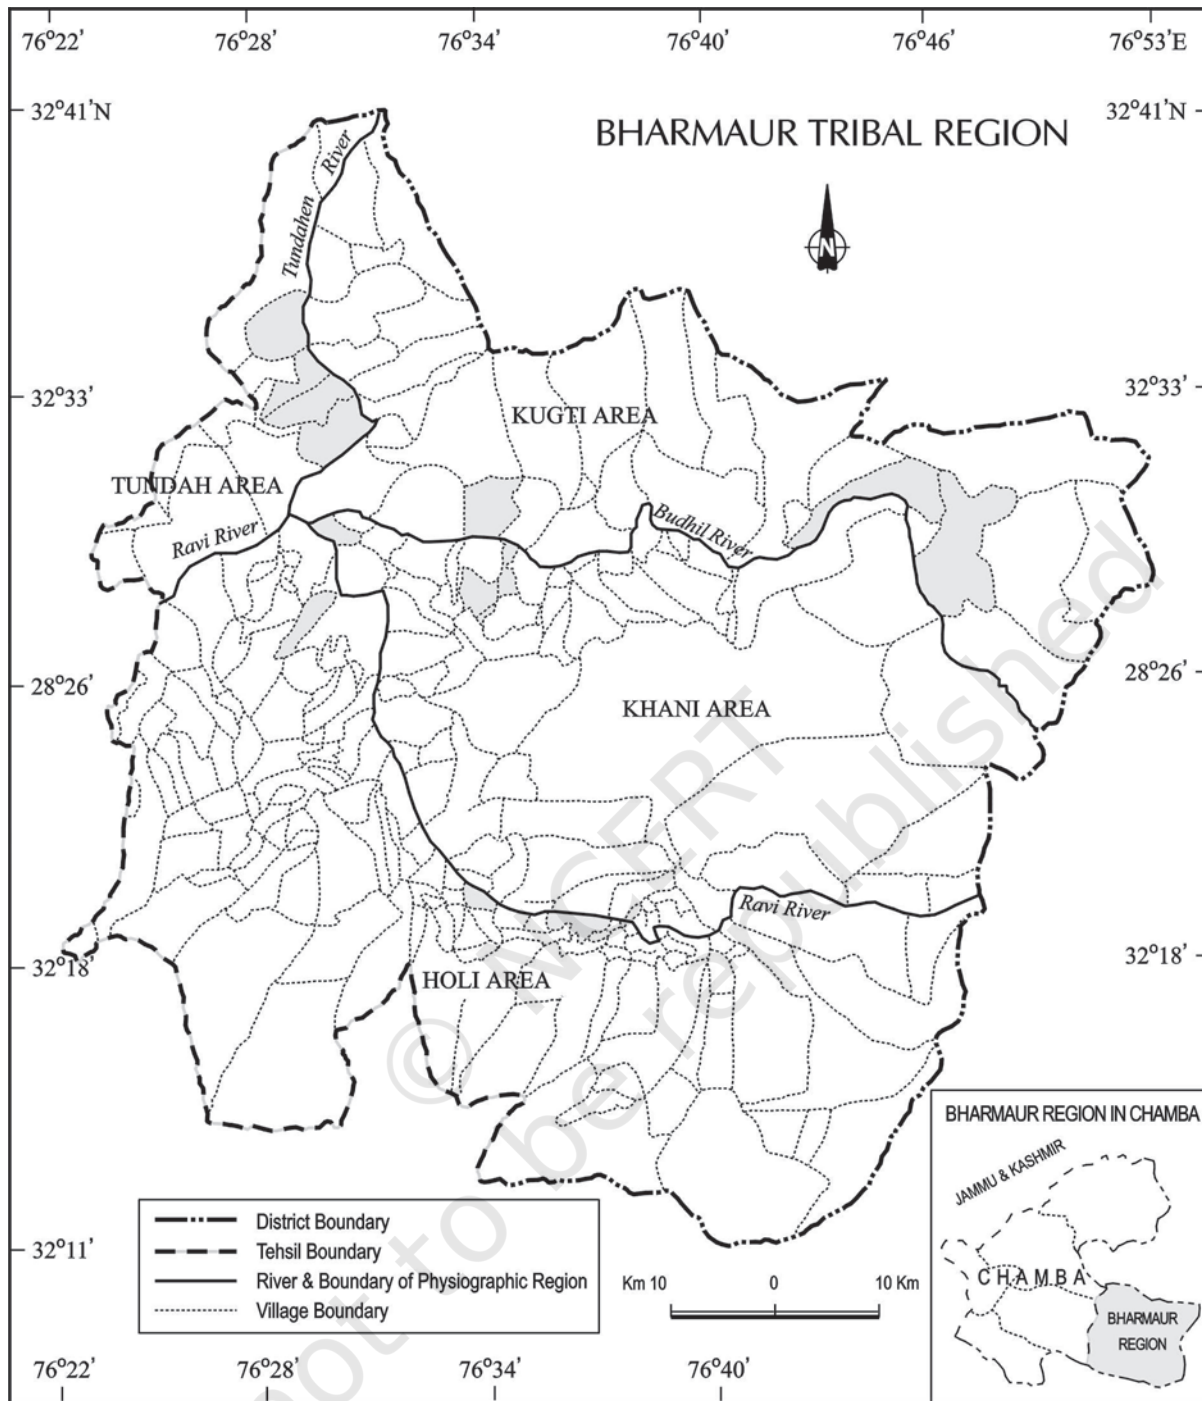 76°22’ 76°28’ 76°34’ 76°40’ 76°46’ 76°53’E
32°41’N 32°41’N
BHARMAUR TRIBAL REGION
River
Tundahen
N
32°33’ 32°33’
KUGTI AREA
TUNDAH AREA
Ravi River
Budhil River
28°26’ 28°26’
KHANI AREA
Ravi River
32°18’ 32°18’
HOLI AREA
© NCERT
not to be republished
BHARMAUR REGION IN CHAMBA
JAMMU & KASHMIR
CHAMBA
BHARMAUR
REGION
District Boundary
Tehsil Boundary
River & Boundary of Physiographic Region
Village Boundary
32°11’
Km 10 0 10 Km
76°22’ 76°28’ 76°34’ 76°40’